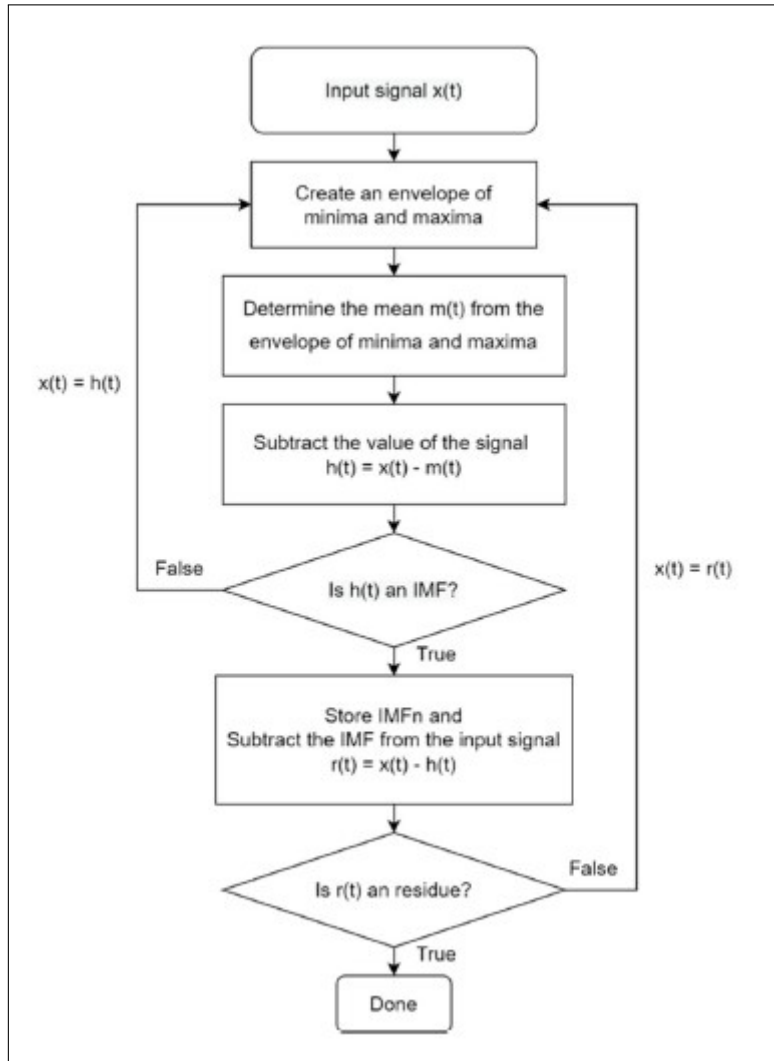 Input signal x(t)
Create an envelope of
minima and maxima
Determine the mean m(t) from the
envelope of minima and maxima
x(t) = h(t)
Subtract the value of the signal
h(t) = x(t) - m(t)
False
x(t) = r(t)
Is h(t) an IMF?
True
Store IMFn and
Subtract the IMF from the input signal
r(t) = x(t) - h(t)
False
Is r(t) an residue?
True
Done